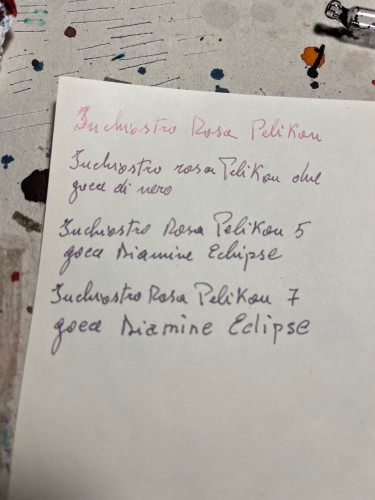 Inchiostro Rosa Pelikan
Inchiostro rosa Pelikan due
gocce di nero
Inchiostro Rosa Pelikan 5
gocce Diamine Eclipse
Inchiostro Rosa Pelikan 7
gocce Diamine Eclipse